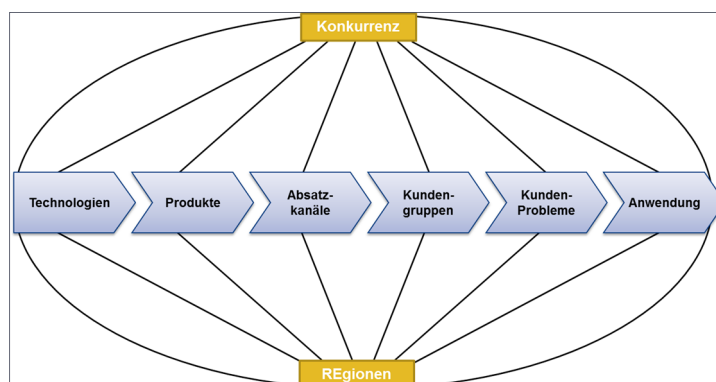 Konkurrenz
Technologien
Produkte
Absatz-
kanäle
Kunden-
gruppen
Kunden-
Probleme
Anwendung
REgionen